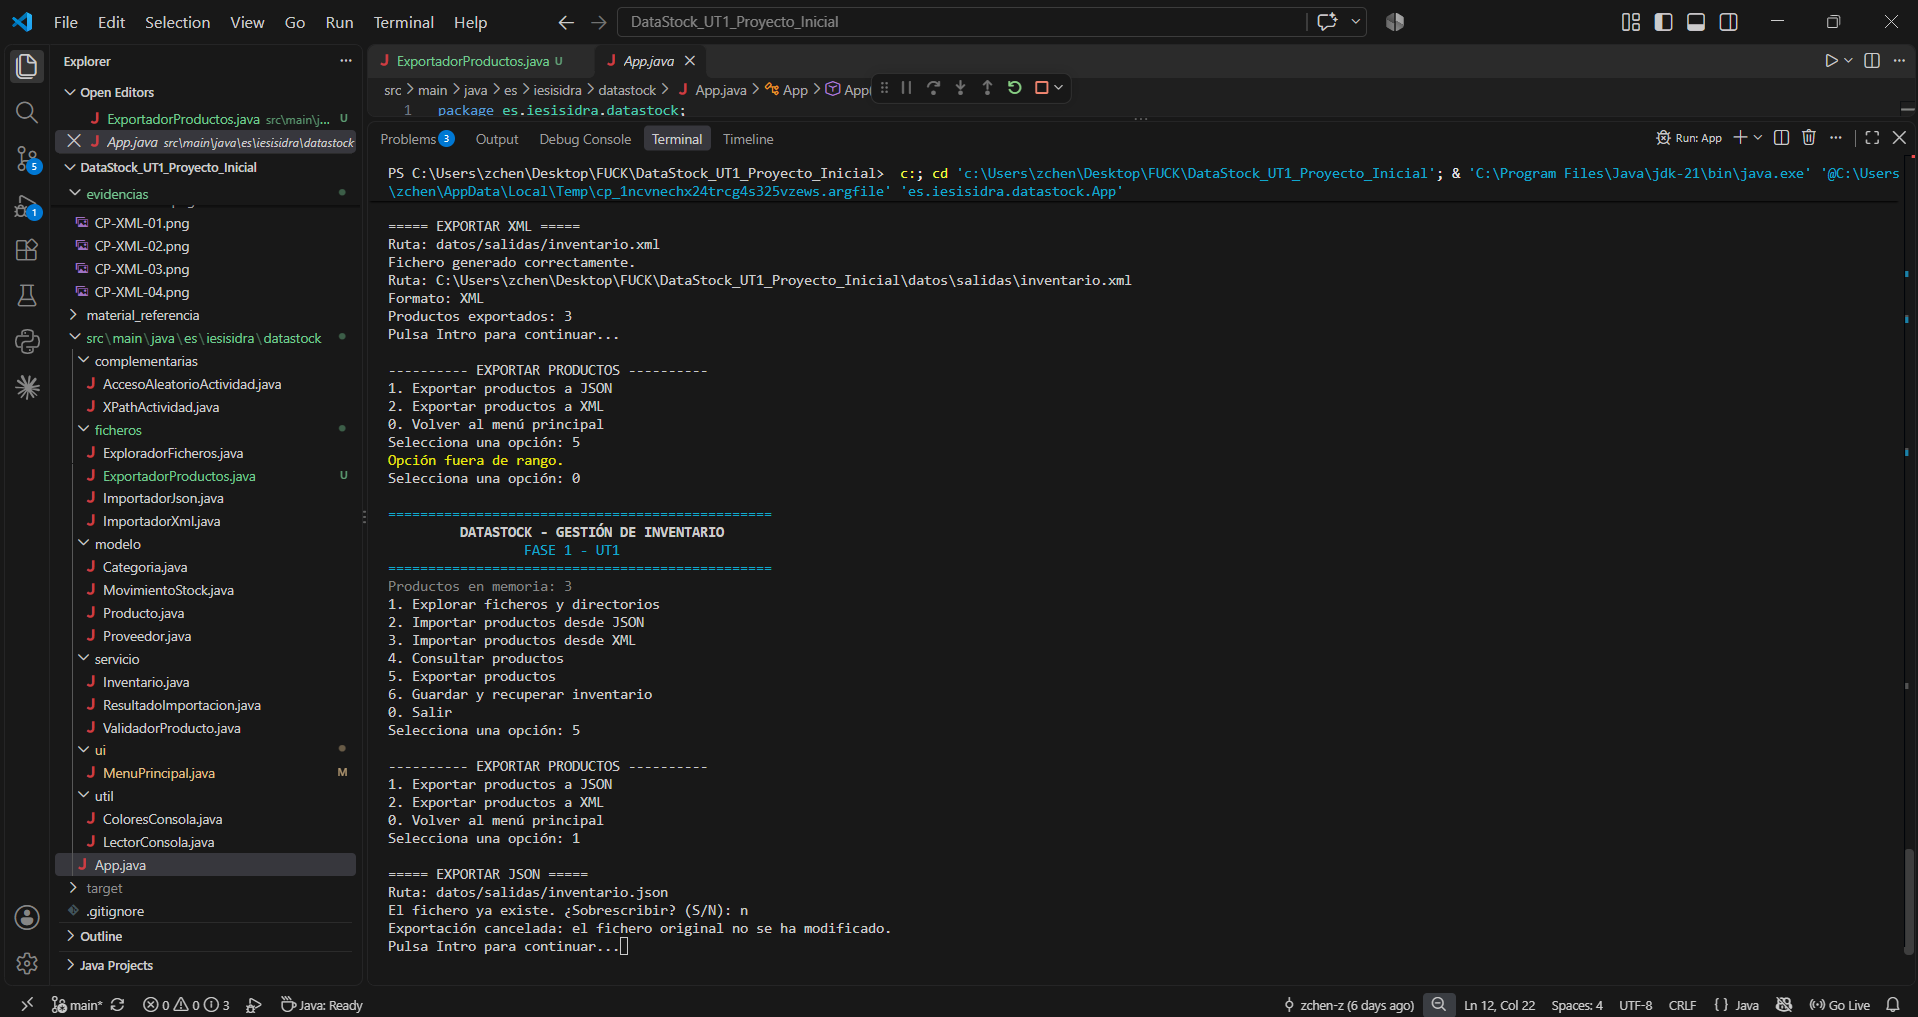 File Edit Selection View Go Run Terminal Help
DataStock_UT1_Proyecto_Inicial
Explorer
Open Editors
ExportadorProductos.java src\main\j... U
App.java src\main\java\es\iesisidra\datastock
DataStock_UT1_Proyecto_Inicial
evidencias
CP-XML-01.png
CP-XML-02.png
CP-XML-03.png
CP-XML-04.png
material_referencia
src\main\java\es\iesisidra\datastock
complementarias
AccesoAleatorioActividad.java
XPathActividad.java
ficheros
ExploradorFicheros.java
ExportadorProductos.java U
ImportadorJson.java
ImportadorXml.java
modelo
Categoria.java
MovimientoStock.java
Producto.java
Proveedor.java
servicio
Inventario.java
ResultadoImportacion.java
ValidadorProducto.java
ui
MenuPrincipal.java M
util
ColoresConsola.java
LectorConsola.java
App.java
target
.gitignore
Outline
Java Projects
5
1
ExportadorProductos.java U
App.java
src > main > java > es > iesisidra > datastock > App.java > App > App
1 package es.iesisidra.datastock;
Problems 3 Output Debug Console Terminal Timeline
Run: App
PS C:\Users\zchen\Desktop\FUCK\DataStock_UT1_Proyecto_Inicial> c:; cd 'c:\Users\zchen\Desktop\FUCK\DataStock_UT1_Proyecto_Inicial'; & 'C:\Program Files\Java\jdk-21\bin\java.exe' '@C:\Users
\zchen\AppData\Local\Temp\cp_1ncvnechx24trcg4s325vzews.argfile' 'es.iesisidra.datastock.App'
===== EXPORTAR XML =====
Ruta: datos/salidas/inventario.xml
Fichero generado correctamente.
Ruta: C:\Users\zchen\Desktop\FUCK\DataStock_UT1_Proyecto_Inicial\datos\salidas\inventario.xml
Formato: XML
Productos exportados: 3
Pulsa Intro para continuar...
---------- EXPORTAR PRODUCTOS ----------
1. Exportar productos a JSON
2. Exportar productos a XML
0. Volver al menú principal
Selecciona una opción: 5
Opción fuera de rango.
Selecciona una opción: 0
================================================
DATASTOCK - GESTIÓN DE INVENTARIO
FASE 1 - UT1
================================================
Productos en memoria: 3
1. Explorar ficheros y directorios
2. Importar productos desde JSON
3. Importar productos desde XML
4. Consultar productos
5. Exportar productos
6. Guardar y recuperar inventario
0. Salir
Selecciona una opción: 5
---------- EXPORTAR PRODUCTOS ----------
1. Exportar productos a JSON
2. Exportar productos a XML
0. Volver al menú principal
Selecciona una opción: 1
===== EXPORTAR JSON =====
Ruta: datos/salidas/inventario.json
El fichero ya existe. ¿Sobrescribir? (S/N): n
Exportación cancelada: el fichero original no se ha modificado.
Pulsa Intro para continuar...
main* 0 0 3 Java: Ready
zchen-z (6 days ago) Ln 12, Col 22 Spaces: 4 UTF-8 CRLF {} Java Go Live